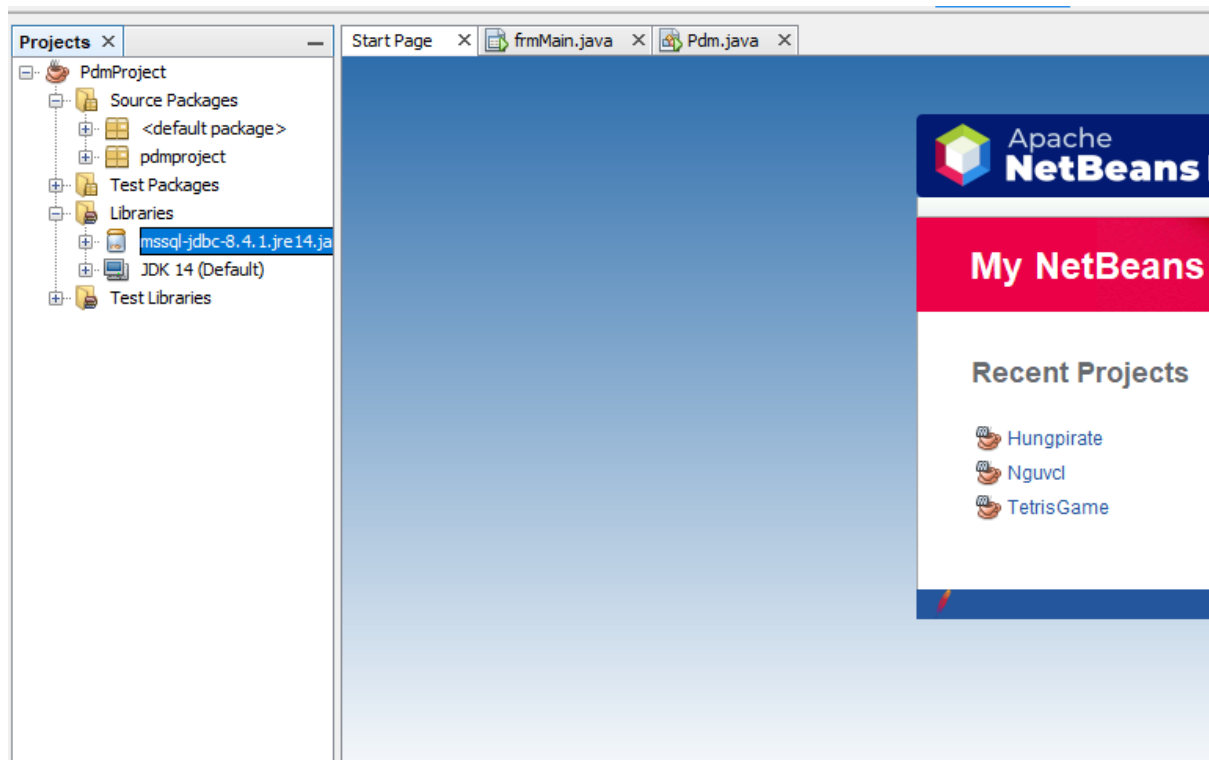 Projects
Start Page
frmMain.java
Pdm.java
PdmProject
Source Packages
<default package>
pdmproject
Test Packages
Libraries
mssql-jdbc-8.4.1.jre14.ja
JDK 14 (Default)
Test Libraries
Apache
NetBeans
My NetBeans
Recent Projects
Hungpirate
Nguvcl
TetrisGame